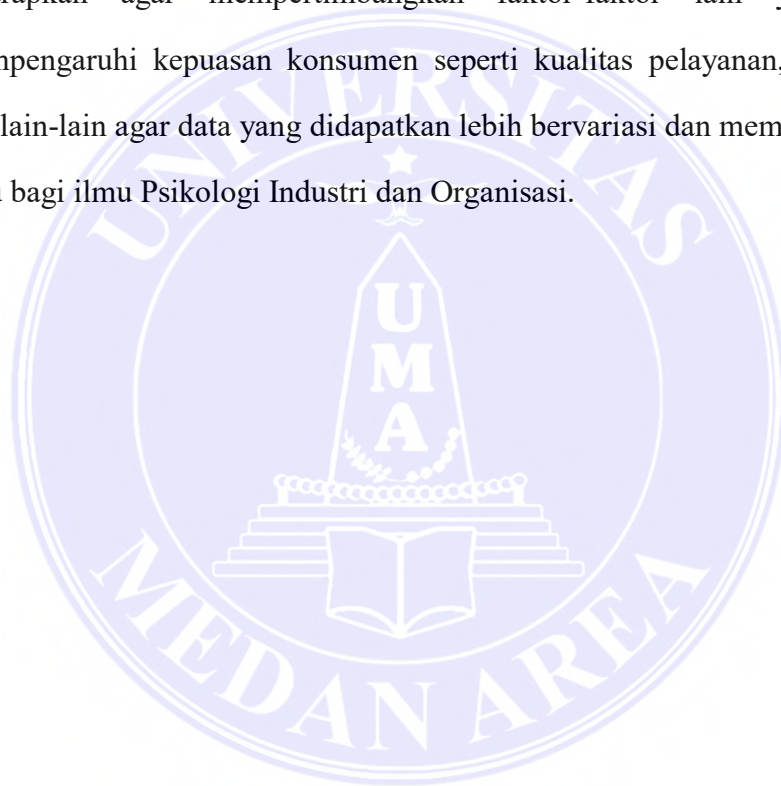 rapkan agar mempertimbangkan faktor-faktor lain y
npengaruhi kepuasan konsumen seperti kualitas pelayanan,
lain-lain agar data yang didapatkan lebih bervariasi dan mem
bagi ilmu Psikologi Industri dan Organisasi.
UNIVERSITAS
U
M
A
MEDAN AREA